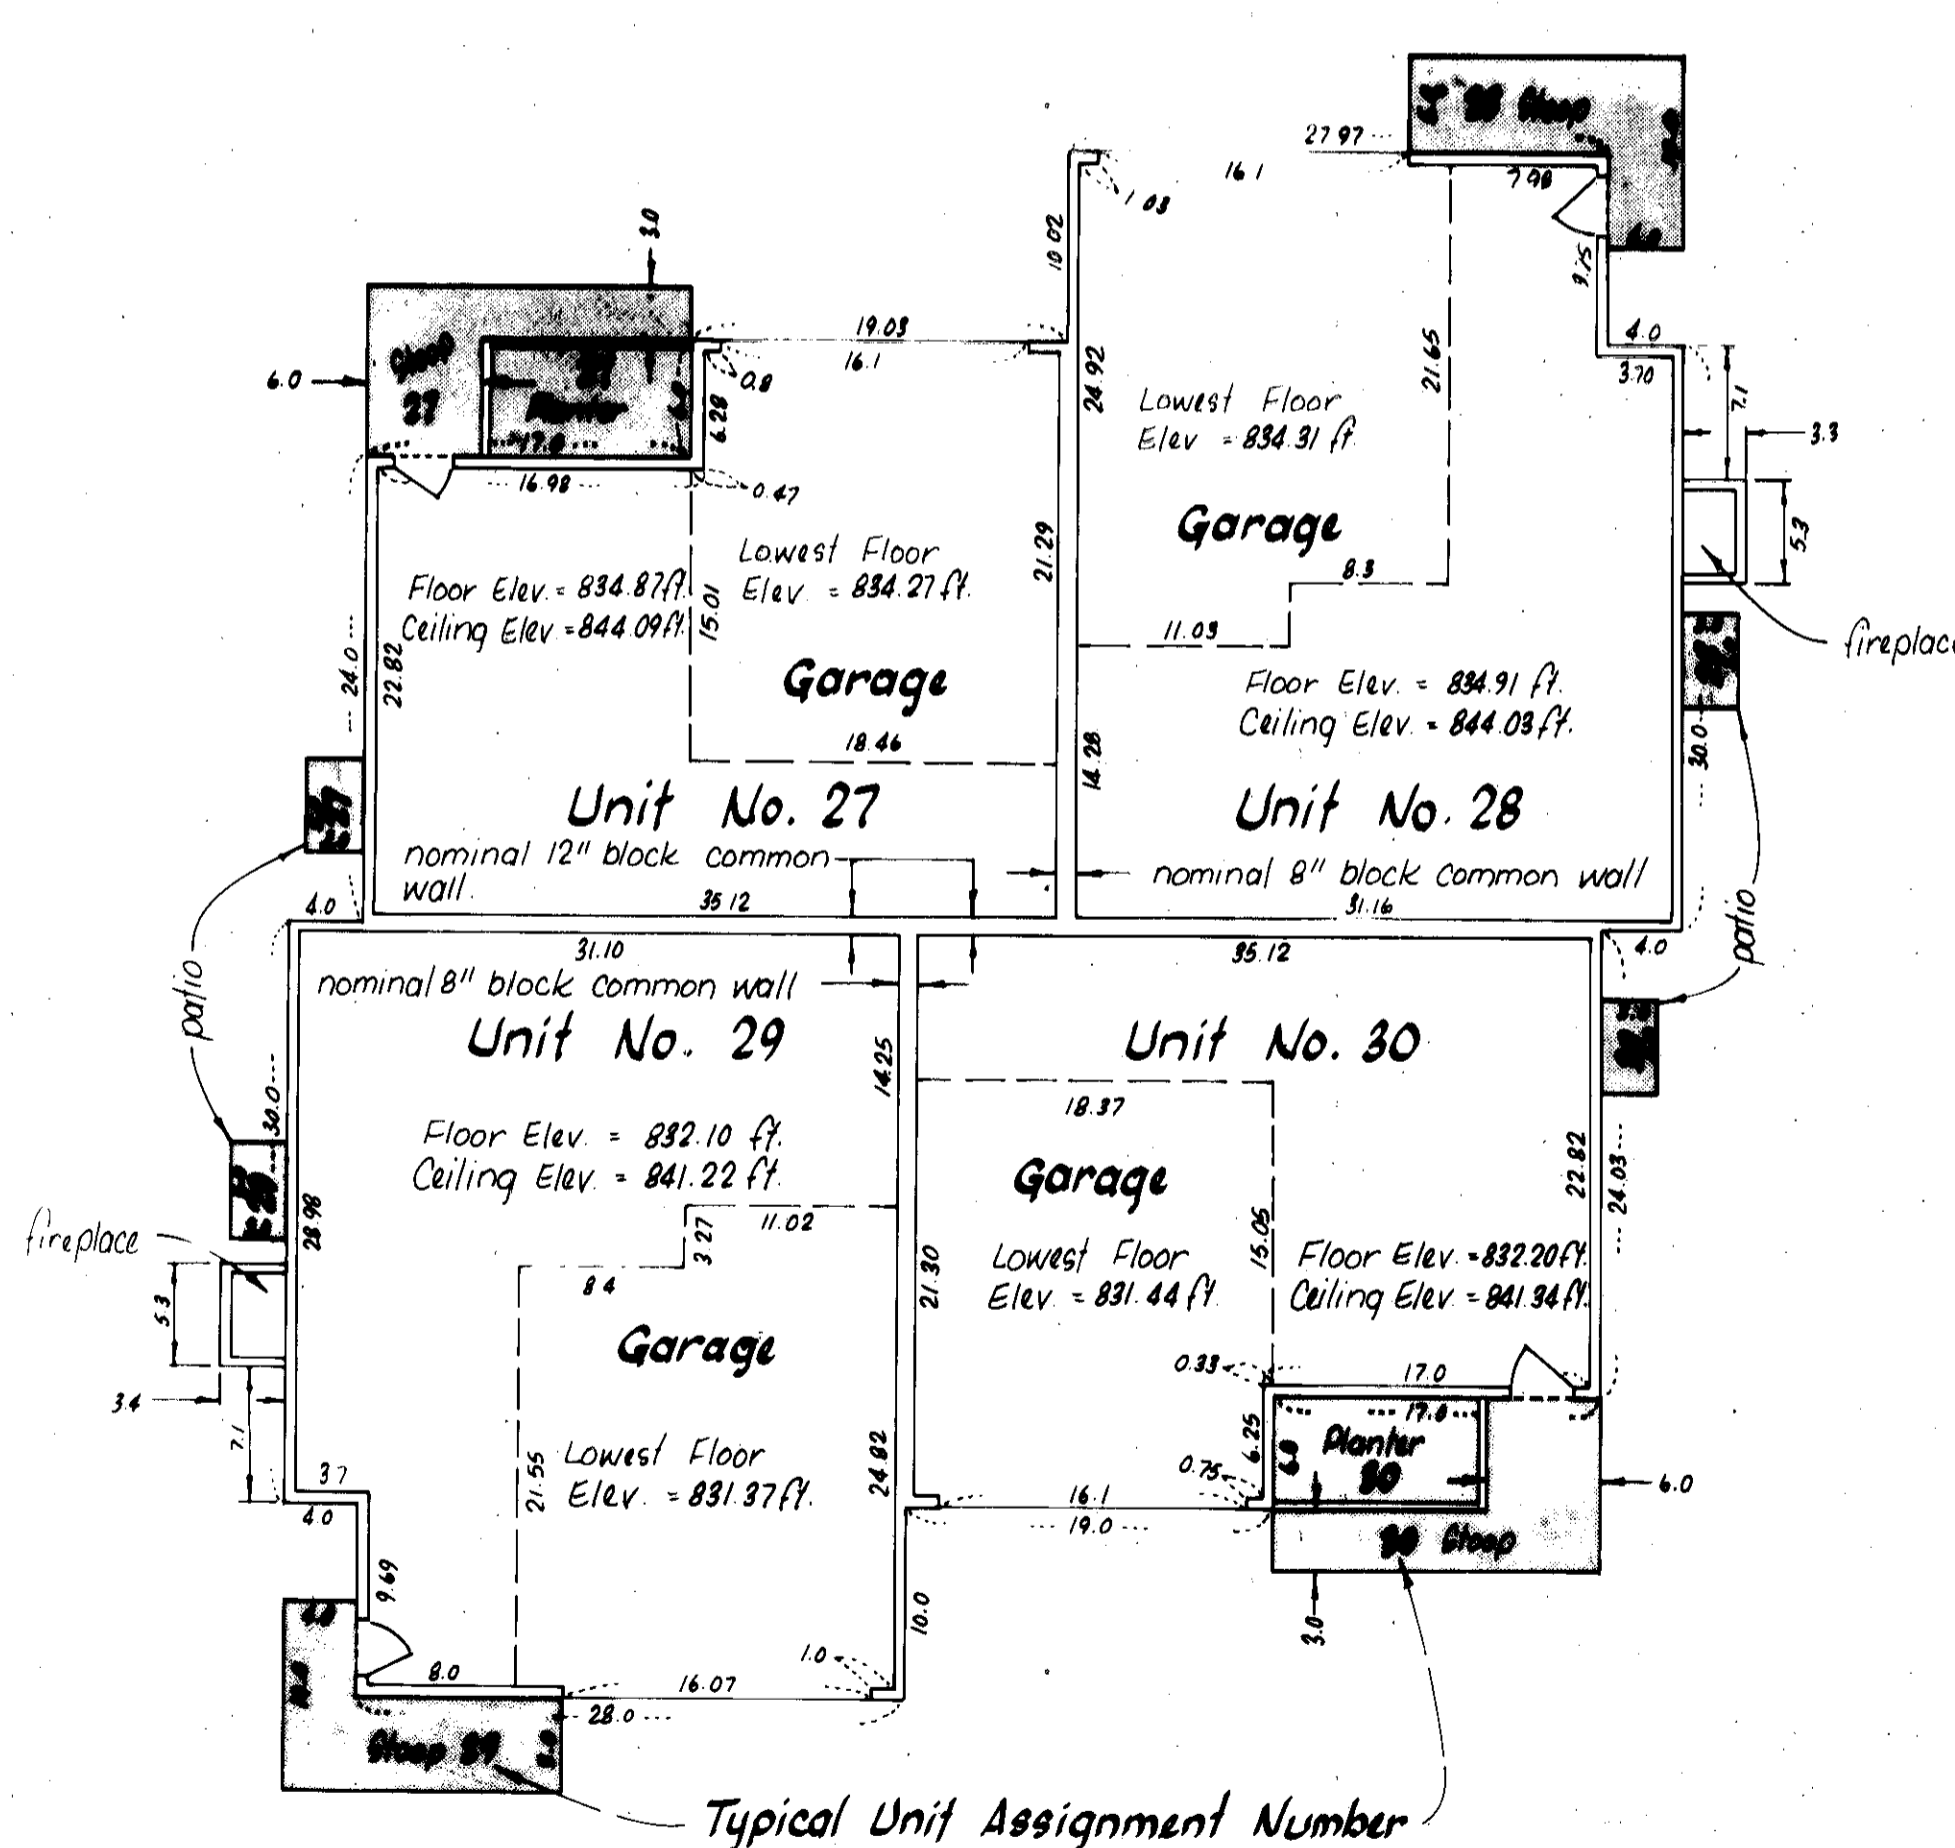 28 Stoop
27.97
16.1
7.98
1.03
3.0
10.02
9.75
19.03
16.1
4.0
3.70
7.1
6.0
Stoop
27
27
Planter
17.0
0.8
6.28
24.92
21.65
Lowest Floor
Elev = 834.31 ft.
3.3
16.98
0.47
Garage
5.3
Lowest Floor
Elev. = 834.27 ft.
21.29
8.3
Floor Elev. = 834.87 ft.
Ceiling Elev. = 844.09 ft.
15.01
11.03
fireplace
24.0
22.82
Garage
Floor Elev. = 834.91 ft.
Ceiling Elev. = 844.03 ft.
18.46
14.28
30.0
Unit No. 27
Unit No. 28
nominal 12" block common
wall.
nominal 8" block common wall
4.0
35.12
31.16
patio
31.10
35.12
4.0
patio
nominal 8" block common wall
Unit No. 29
Unit No. 30
14.25
18.37
30.0
Floor Elev. = 832.10 ft.
Ceiling Elev. = 841.22 ft.
Garage
22.82
24.03
28.98
fireplace
11.02
3.27
8.4
21.30
Lowest Floor
Elev. = 831.44 ft.
15.05
Floor Elev. = 832.20 ft.
Ceiling Elev. = 841.34 ft.
5.3
Garage
0.33
17.0
3.4
7.1
17.0
Planter
30
6.0
6.25
21.55
Lowest Floor
Elev. = 831.37 ft.
24.82
0.75
3.7
4.0
16.1
19.0
6.0
30 Stoop
9.69
10.0
3.0
8.0
16.07
1.0
28.0
Stoop 29
Typical Unit Assignment Number